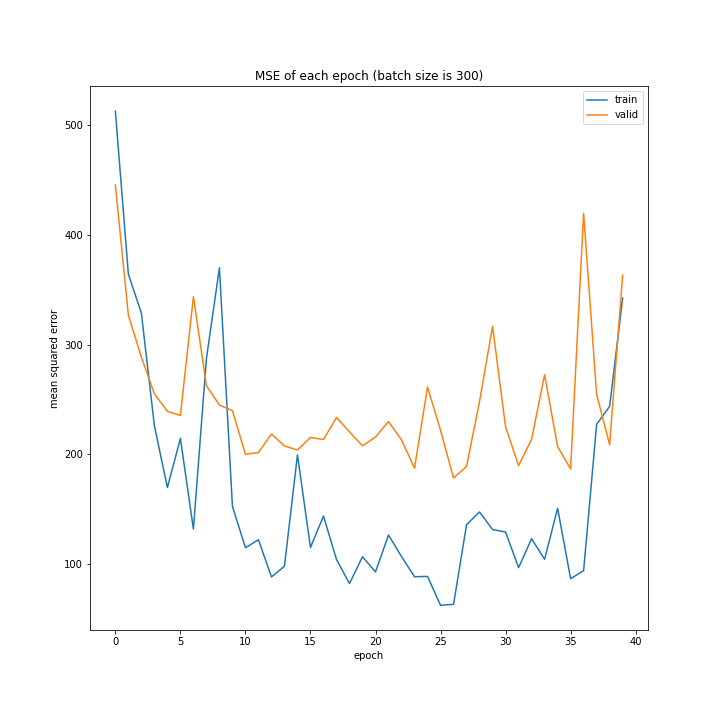 MSE of each epoch (batch size is 300)
train
valid
500
400
300
200
100
mean squared error
0 5 10 15 20 25 30 35 40
epoch